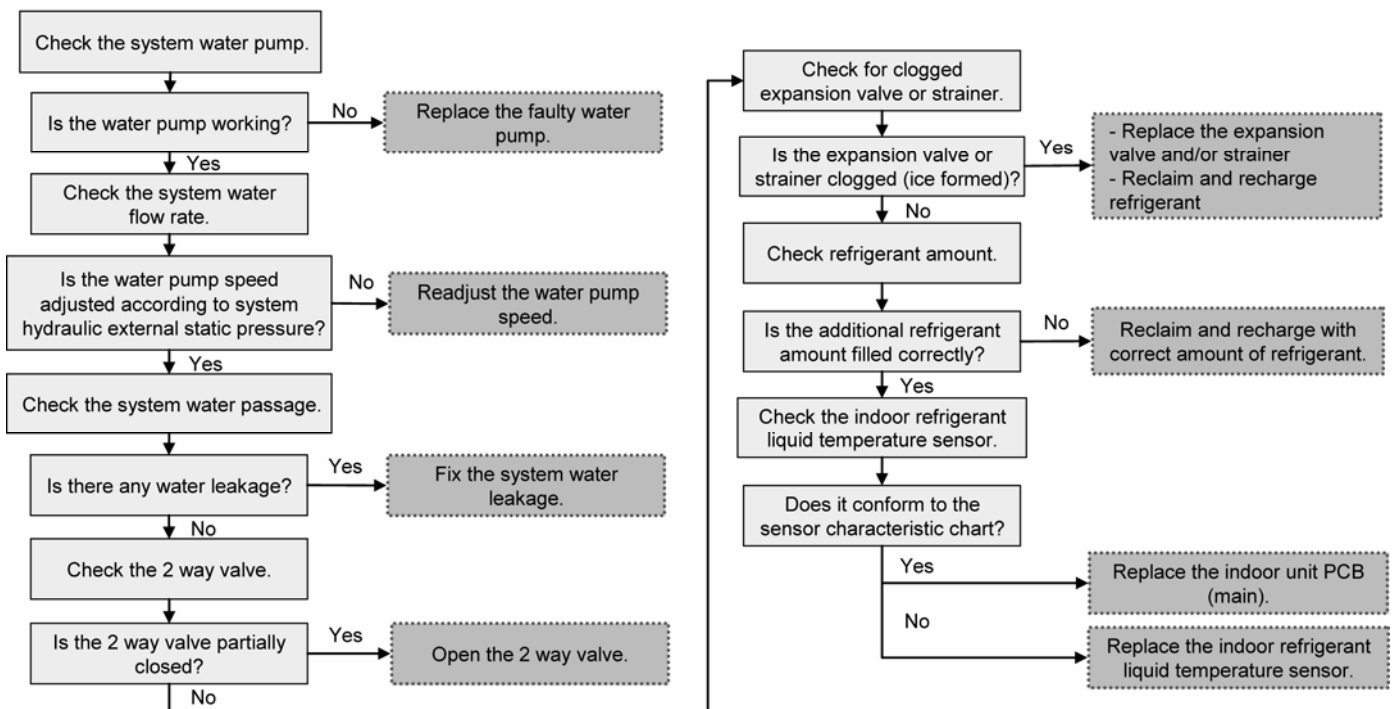 Check the system water pump.
Is the water pump working?
No
Replace the faulty water
pump.
Yes
Check the system water
flow rate.
Is the water pump speed
adjusted according to system
hydraulic external static pressure?
No
Readjust the water pump
speed.
Yes
Check the system water passage.
Is there any water leakage?
Yes
Fix the system water
leakage.
No
Check the 2 way valve.
Is the 2 way valve partially
closed?
Yes
Open the 2 way valve.
No
Check for clogged
expansion valve or strainer.
Is the expansion valve or
strainer clogged (ice formed)?
Yes
- Replace the expansion
valve and/or strainer
- Reclaim and recharge
refrigerant
No
Check refrigerant amount.
Is the additional refrigerant
amount filled correctly?
No
Reclaim and recharge with
correct amount of refrigerant.
Yes
Check the indoor refrigerant
liquid temperature sensor.
Does it conform to the
sensor characteristic chart?
Yes
Replace the indoor unit PCB
(main).
No
Replace the indoor refrigerant
liquid temperature sensor.